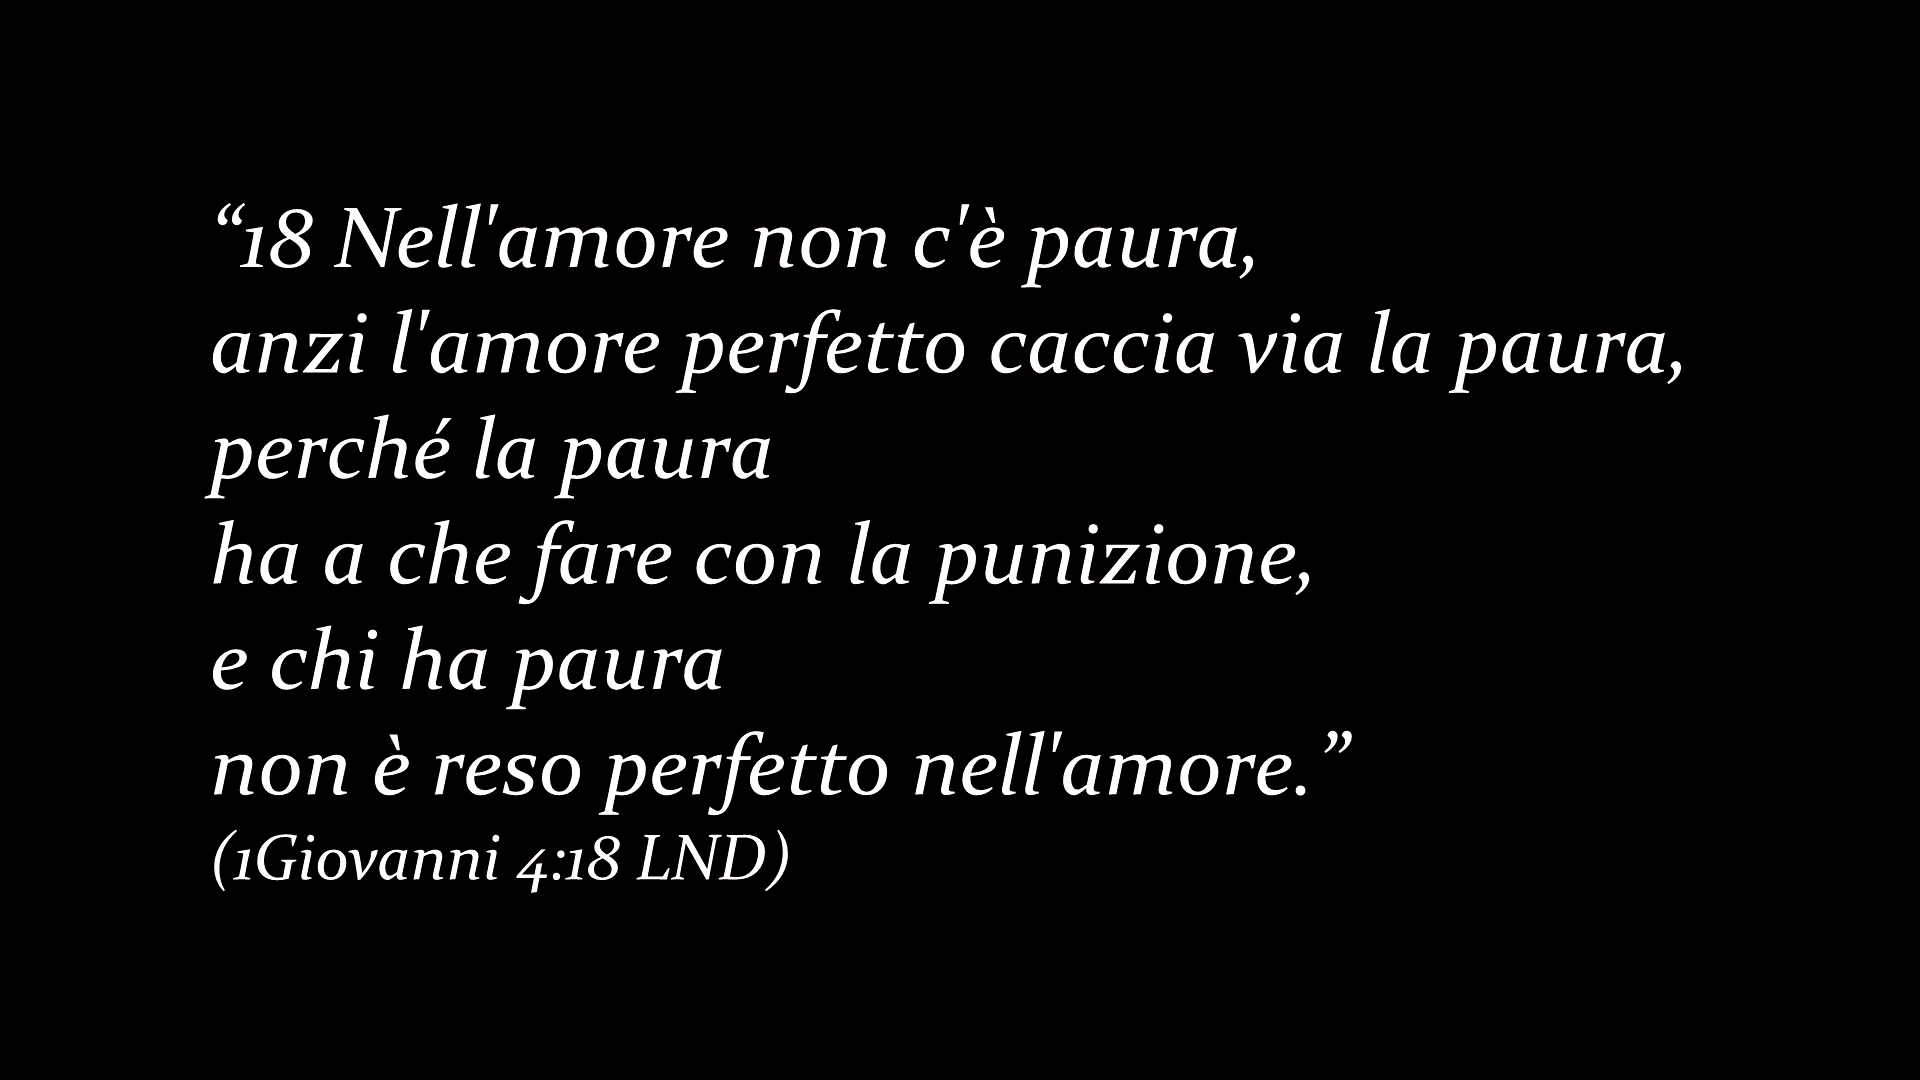 “18 Nell'amore non c'è paura,
anzi l'amore perfetto caccia via la paura,
perché la paura
ha a che fare con la punizione,
e chi ha paura
non è reso perfetto nell'amore.”
(1Giovanni 4:18 LND)